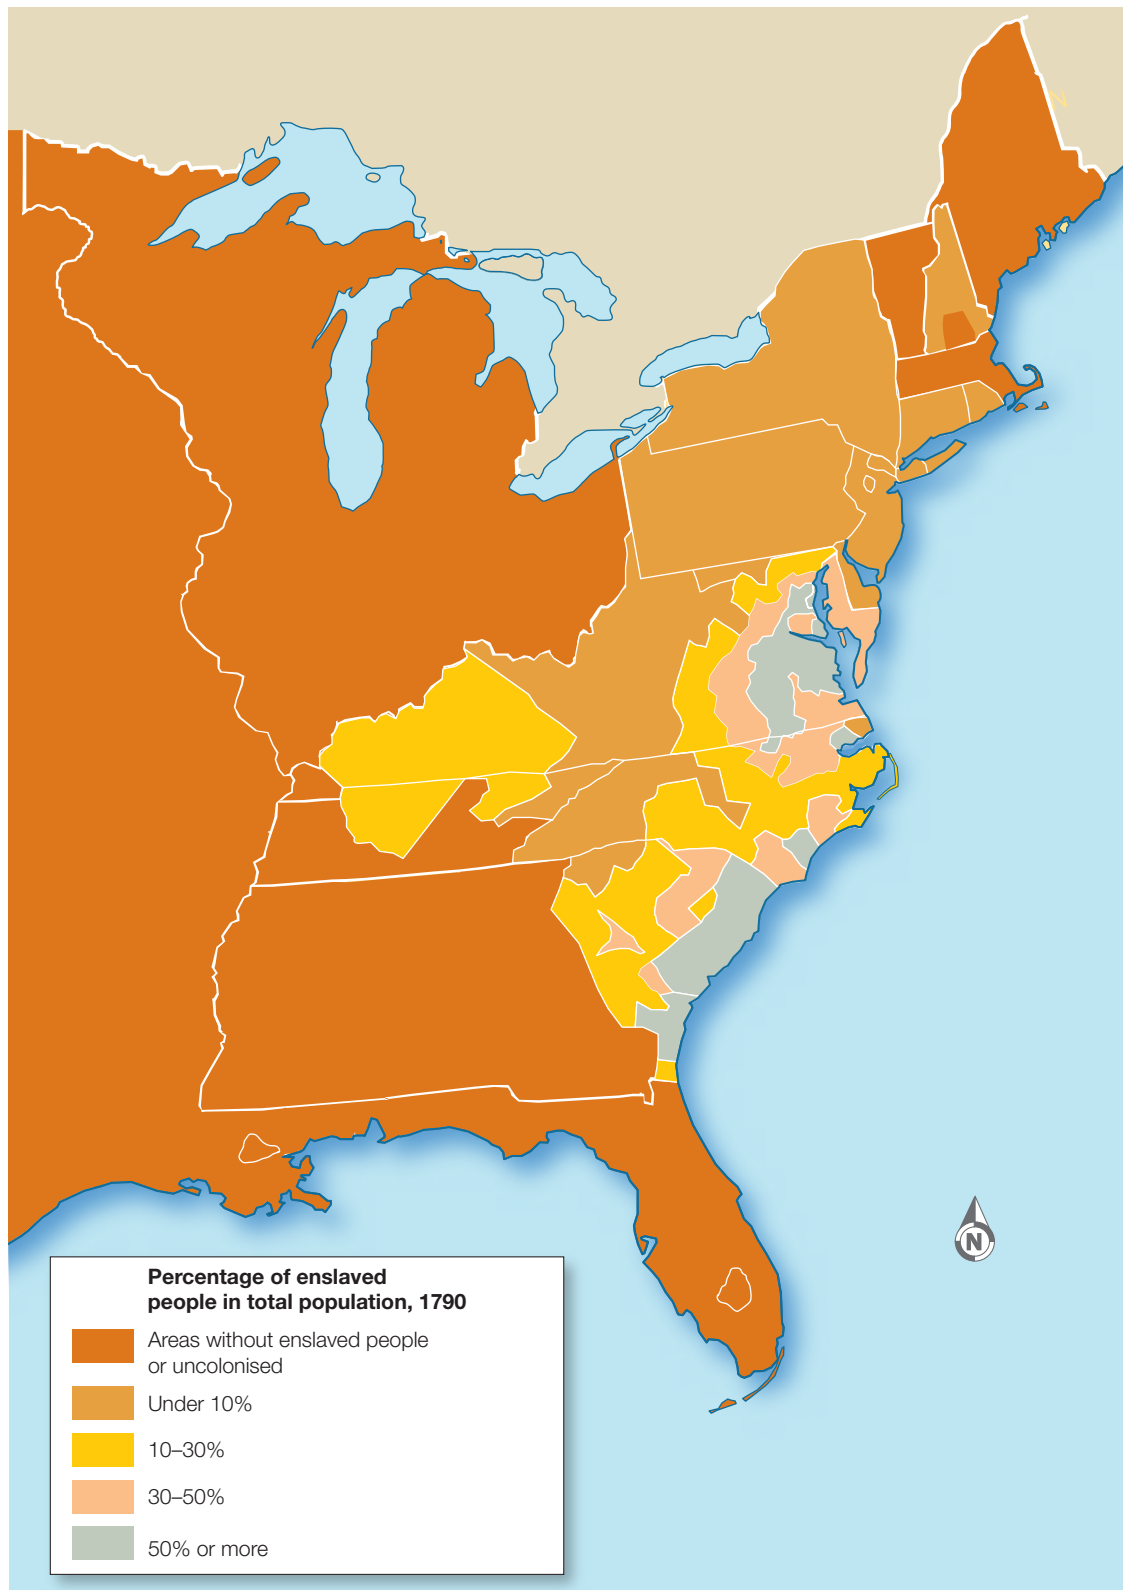 N
Percentage of enslaved
people in total population, 1790
Areas without enslaved people
or uncolonised
Under 10%
10–30%
30–50%
50% or more